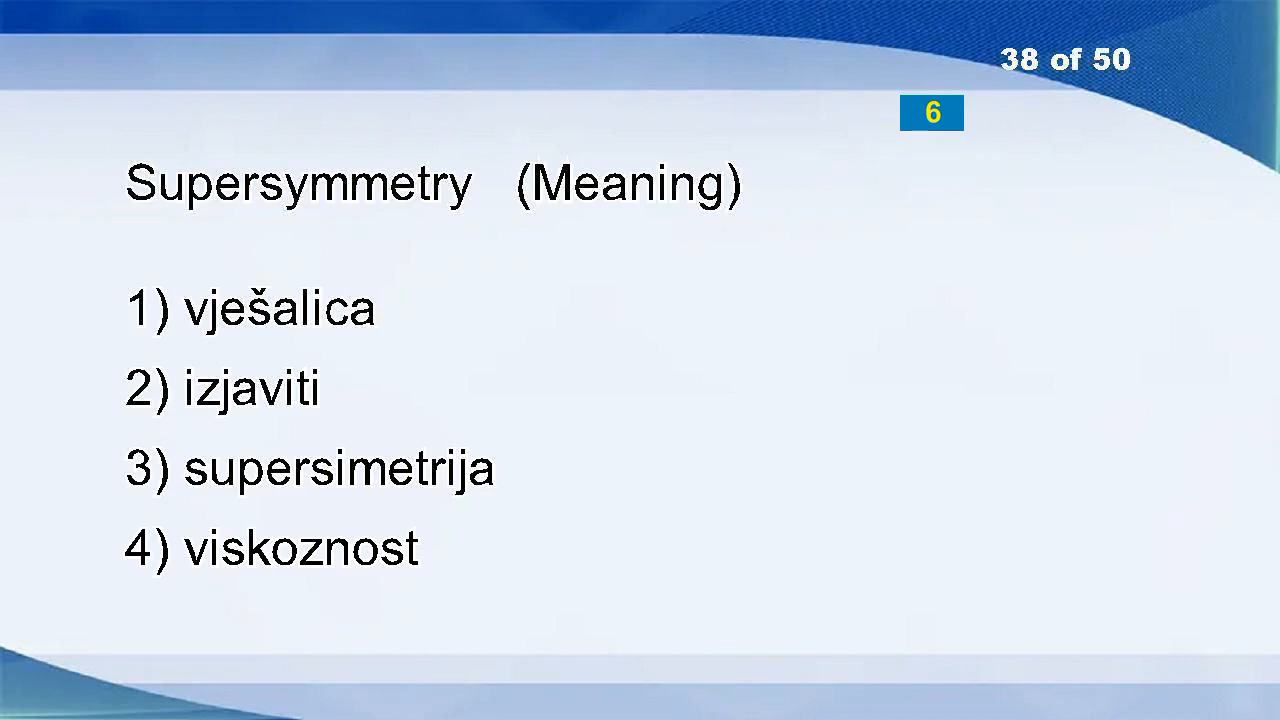 38 of 50
6
Supersymmetry (Meaning)
1) vješalica
2) izjaviti
3) supersimetrija
4) viskoznost